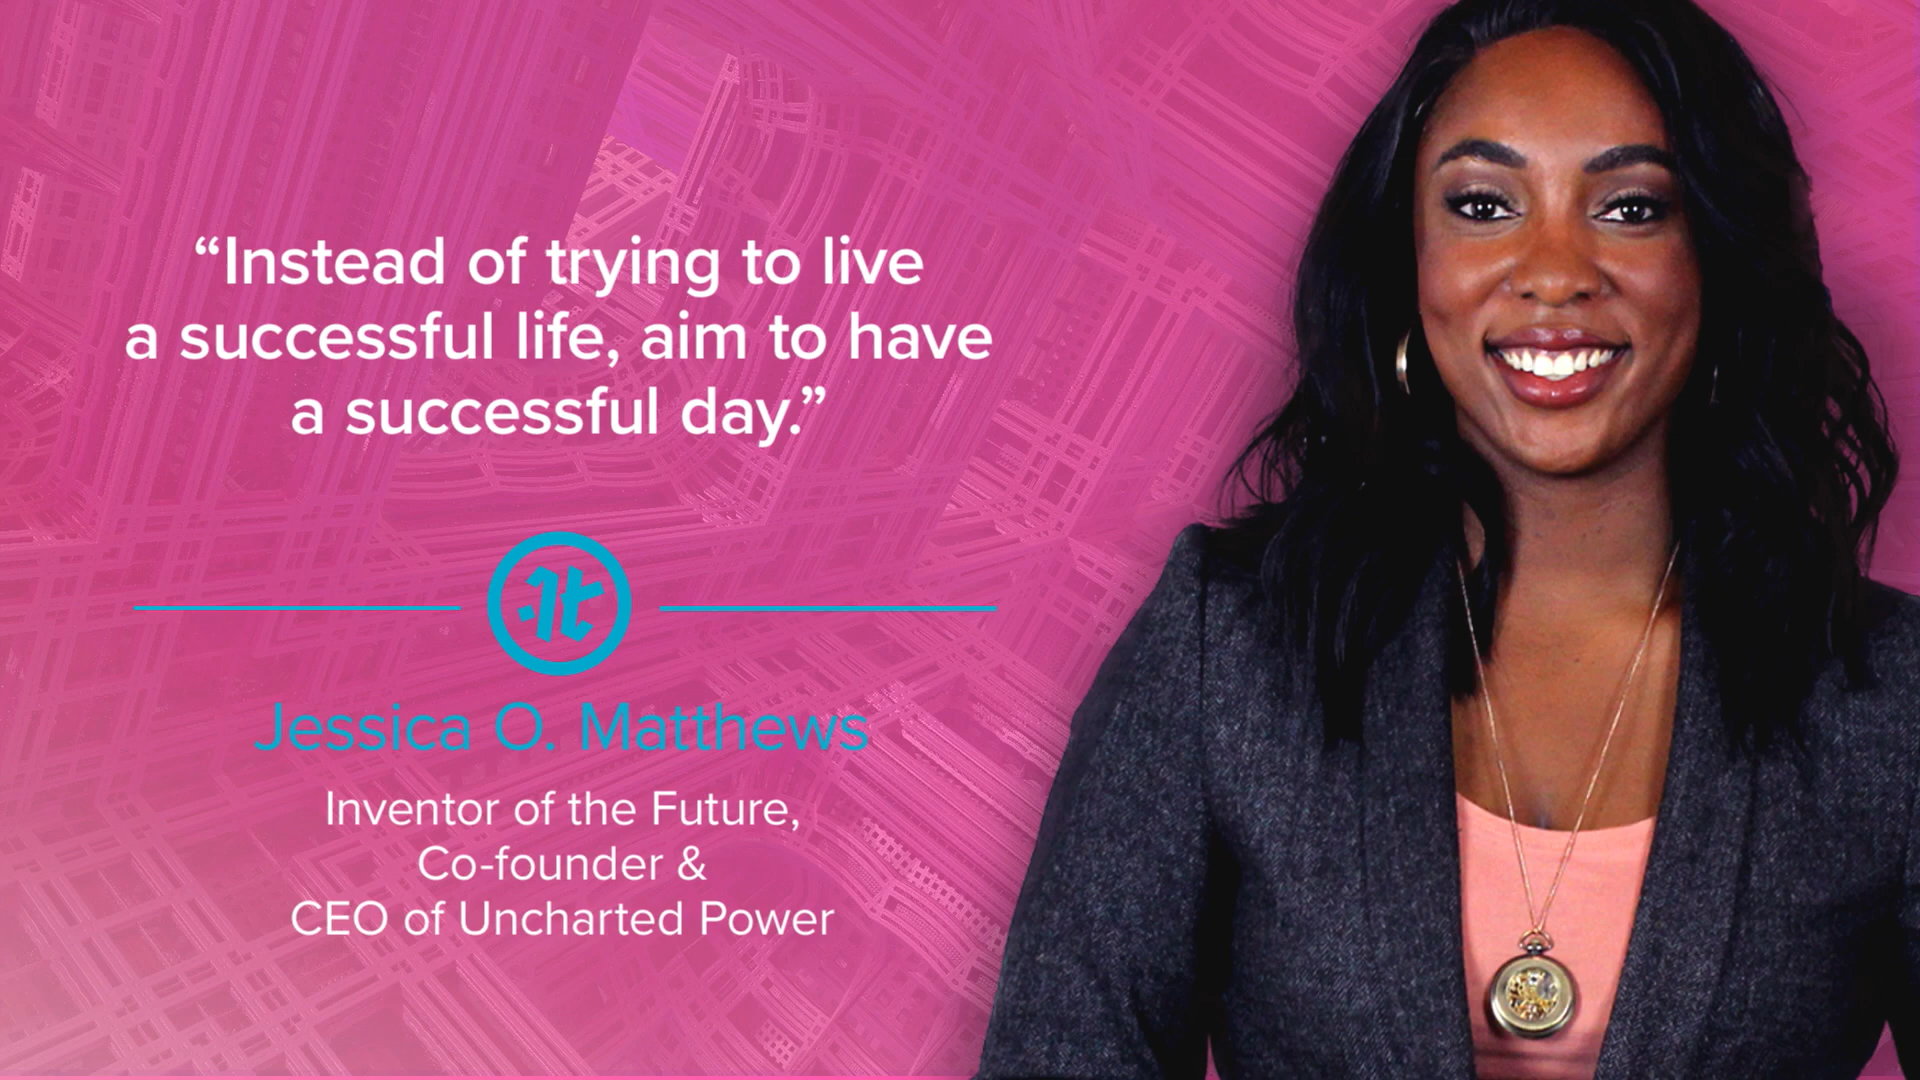 “Instead of trying to live
a successful life, aim to have
a successful day.”
Jessica O. Matthews
Inventor of the Future,
Co-founder &
CEO of Uncharted Power